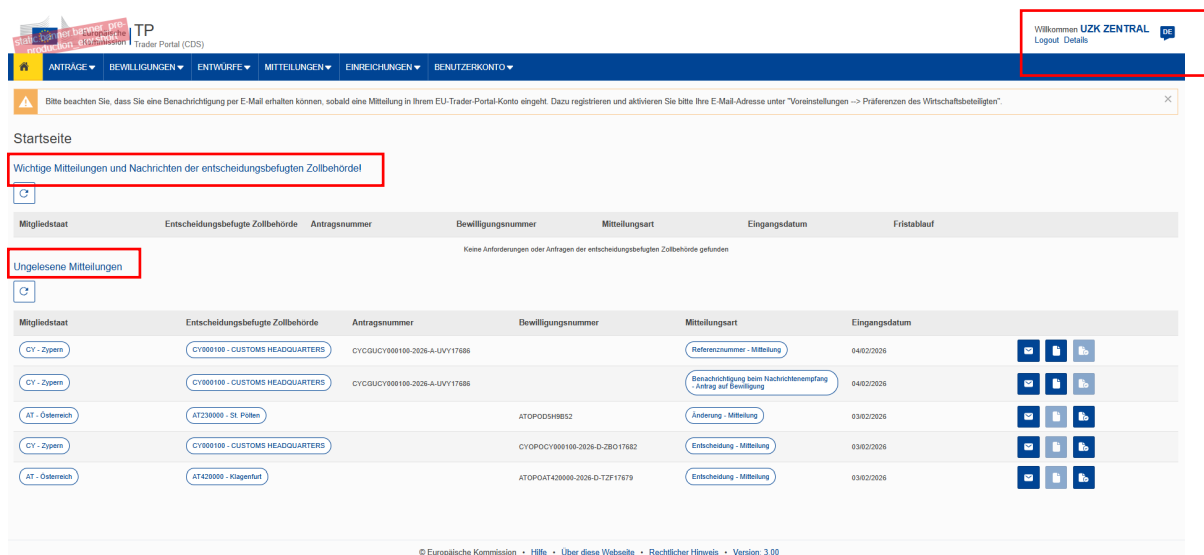 static banner banner_pre-
production_
Europäische
Kommission
TP
Trader Portal (CDS)
Willkommen UZK ZENTRAL DE
Logout Details
ANTRÄGE BEWILLIGUNGEN ENTWÜRFE MITTEILUNGEN EINREICHUNGEN BENUTZERKONTO
Bitte beachten Sie, dass Sie eine Benachrichtigung per E-Mail erhalten können, sobald eine Mitteilung in Ihrem EU-Trader-Portal-Konto eingeht. Dazu registrieren und aktivieren Sie bitte Ihre E-Mail-Adresse unter "Voreinstellungen --> Präferenzen des Wirtschaftsbeteiligten".
Startseite
Wichtige Mitteilungen und Nachrichten der entscheidungsbefugten Zollbehörde!
Mitgliedstaat Entscheidungsbefugte Zollbehörde Antragsnummer Bewilligungsnummer Mitteilungsart Eingangsdatum Fristablauf
Keine Anforderungen oder Anfragen der entscheidungsbefugten Zollbehörde gefunden
Ungelesene Mitteilungen
Mitgliedstaat Entscheidungsbefugte Zollbehörde Antragsnummer Bewilligungsnummer Mitteilungsart Eingangsdatum
CY - Zypern CY000100 - CUSTOMS HEADQUARTERS CYCGUCY000100-2026-A-UVY17686 Referenznummer - Mitteilung 04/02/2026
CY - Zypern CY000100 - CUSTOMS HEADQUARTERS CYCGUCY000100-2026-A-UVY17686 Benachrichtigung beim Nachrichtenempfang
- Antrag auf Bewilligung 04/02/2026
AT - Österreich AT230000 - St. Pölten ATOPOD5H9B52 Änderung - Mitteilung 03/02/2026
CY - Zypern CY000100 - CUSTOMS HEADQUARTERS CYOPOCY000100-2026-D-ZBO17682 Entscheidung - Mitteilung 03/02/2026
AT - Österreich AT420000 - Klagenfurt ATOPOAT420000-2026-D-TZF17679 Entscheidung - Mitteilung 03/02/2026
© Europäische Kommission • Hilfe • Über diese Webseite • Rechtlicher Hinweis • Version: 3.00